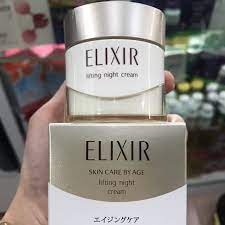 ELIXIR
lifting night
cream
ELIXIR
SKIN CARE BY AGE
lifting night
cream
エイジングケア